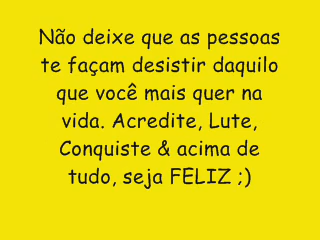 Não deixe que as pessoas
te façam desistir daquilo
que você mais quer na
vida. Acredite, Lute,
Conquiste & acima de
tudo, seja FELIZ ;)